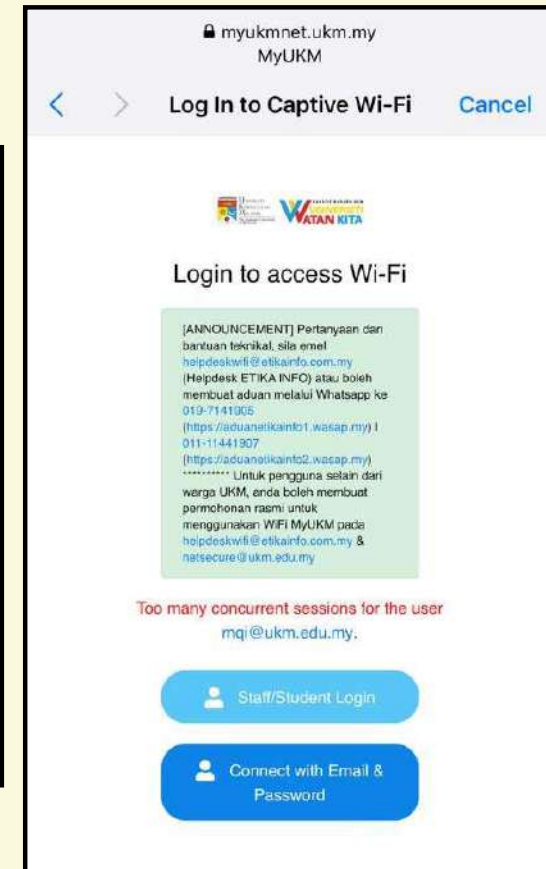 myukmnet.ukm.my
MyUKM
Log In to Captive Wi-Fi
Cancel
WATAN KITA
Login to access Wi-Fi
[ANNOUNCEMENT] Pertanyaan dan
bantuan teknikal, sila emel
helpdeskwifi@etikainfo.com.my
(Helpdesk ETIKA INFO) atau boleh
membuat aduan melalui Whatsapp ke
019-7141905
(https://aduanetikainfo1.wasap.my) |
011-11441907
(https://aduanetikainfo2.wasap.my)
********** Untuk pengguna selain dari
warga UKM, anda boleh membuat
permohonan rasmi untuk
menggunakan WiFi MyUKM pada
helpdeskwifi@etikainfo.com.my &
netsecure@ukm.edu.my
Too many concurrent sessions for the user
mqi@ukm.edu.my.
Staff/Student Login
Connect with Email &
Password